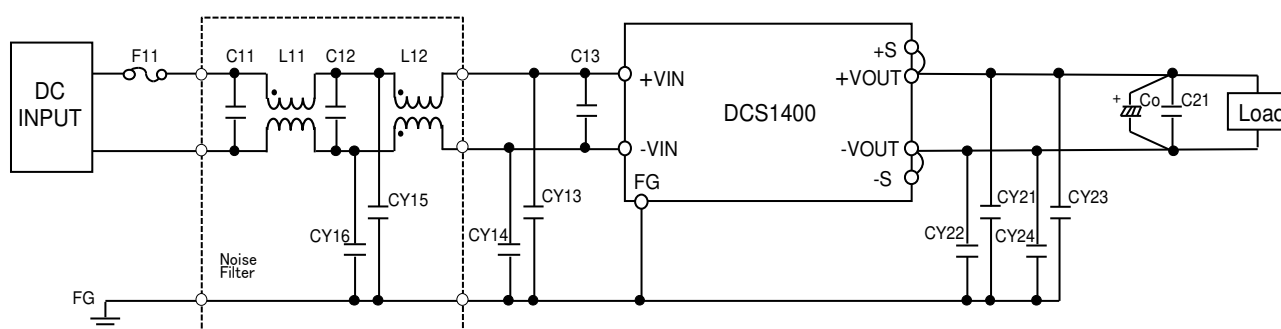 F11
C11
L11
C12
L12
C13
DC
INPUT
+VIN
-VIN
DCS1400
+S
+VOUT
-VOUT
-S
FG
+
Co
C21
Load
CY15
CY16
CY13
CY14
CY21
CY22
CY23
CY24
Noise
Filter
FG